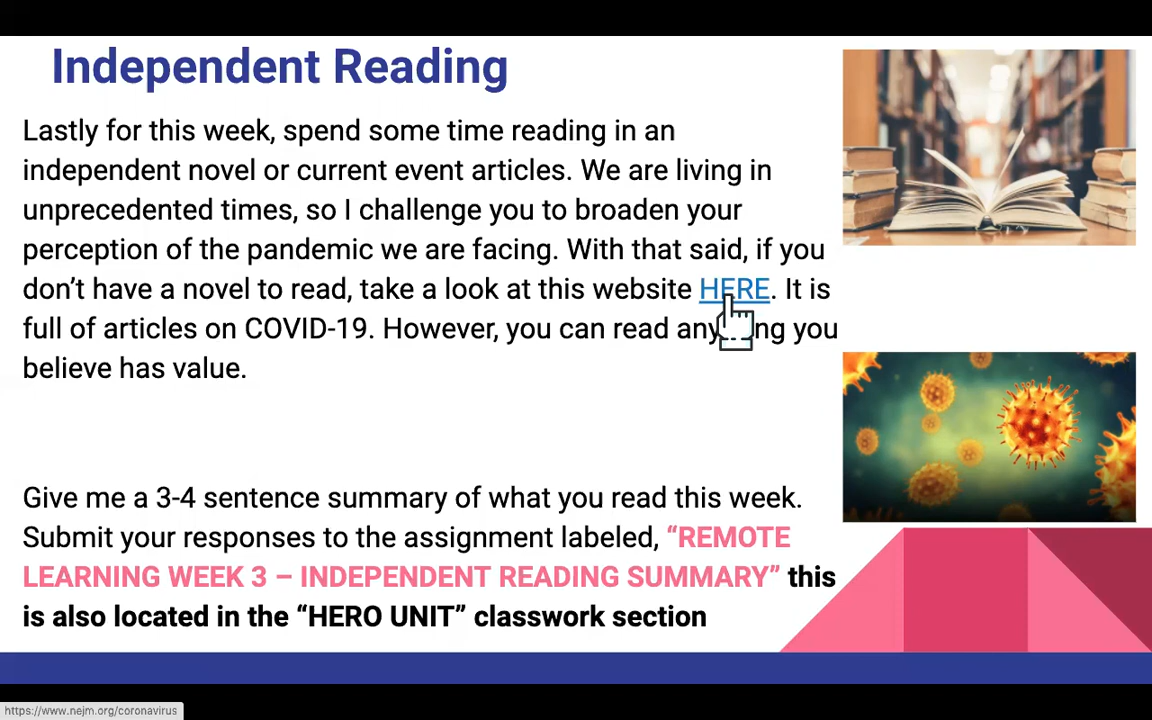 Independent Reading
Lastly for this week, spend some time reading in an
independent novel or current event articles. We are living in
unprecedented times, so I challenge you to broaden your
perception of the pandemic we are facing. With that said, if you
don’t have a novel to read, take a look at this website HERE. It is
full of articles on COVID-19. However, you can read any ng you
believe has value.
Give me a 3-4 sentence summary of what you read this week.
Submit your responses to the assignment labeled, “REMOTE
LEARNING WEEK 3 – INDEPENDENT READING SUMMARY” this
is also located in the “HERO UNIT” classwork section
https://www.nejm.org/coronavirus